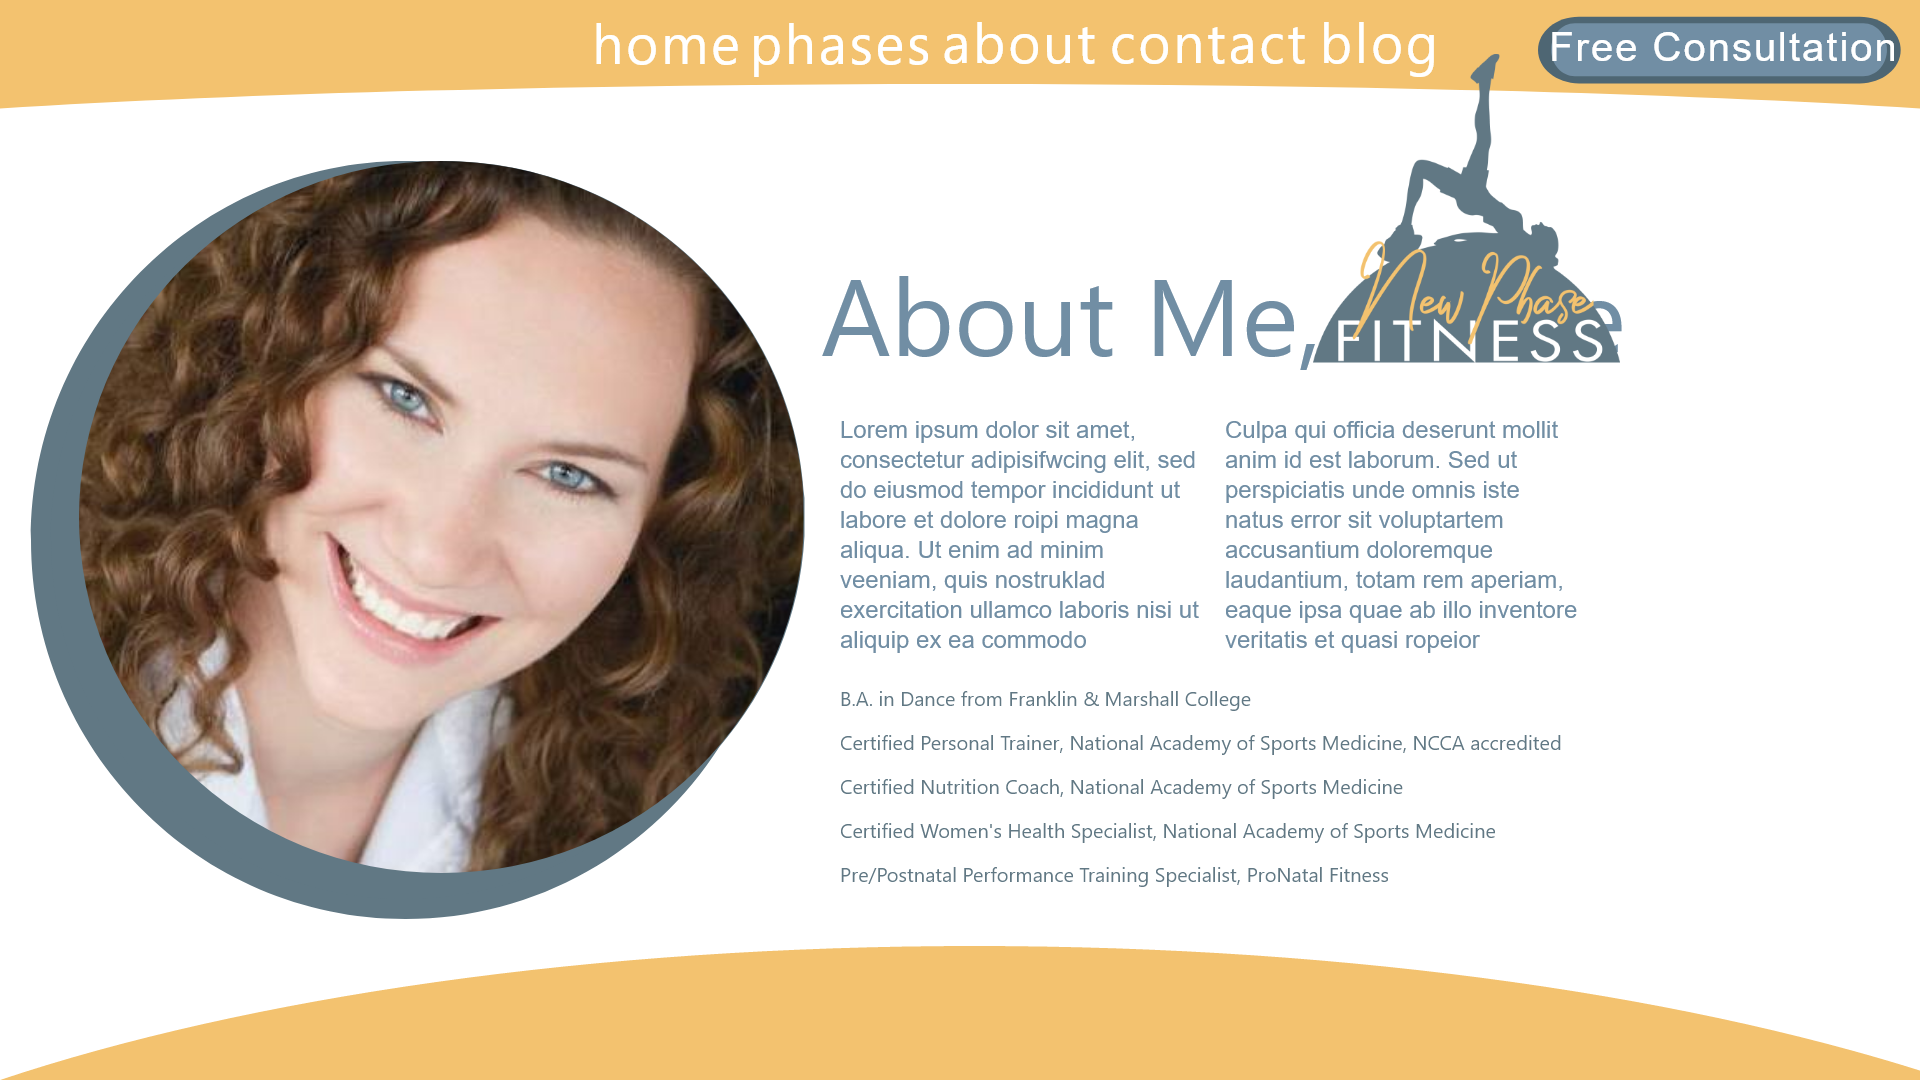 home phases about contact blog
Free Consultation
About Me,
New Phase
FITNESS
Lorem ipsum dolor sit amet,
consectetur adipisifwcing elit, sed
do eiusmod tempor incididunt ut
labore et dolore roipi magna
aliqua. Ut enim ad minim
veeniam, quis nostruklad
exercitation ullamco laboris nisi ut
aliquip ex ea commodo
Culpa qui officia deserunt mollit
anim id est laborum. Sed ut
perspiciatis unde omnis iste
natus error sit voluptartem
accusantium doloremque
laudantium, totam rem aperiam,
eaque ipsa quae ab illo inventore
veritatis et quasi ropeior
B.A. in Dance from Franklin & Marshall College
Certified Personal Trainer, National Academy of Sports Medicine, NCCA accredited
Certified Nutrition Coach, National Academy of Sports Medicine
Certified Women's Health Specialist, National Academy of Sports Medicine
Pre/Postnatal Performance Training Specialist, ProNatal Fitness